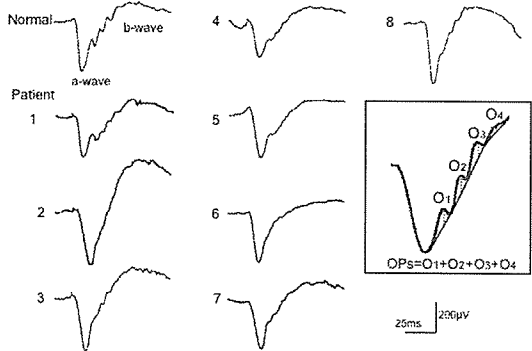 Normal
b-wave
a-wave
Patient
1
2
3
4
5
6
7
8
O1
O2
O3
O4
OPs=O1+O2+O3+O4
25ms
200μV